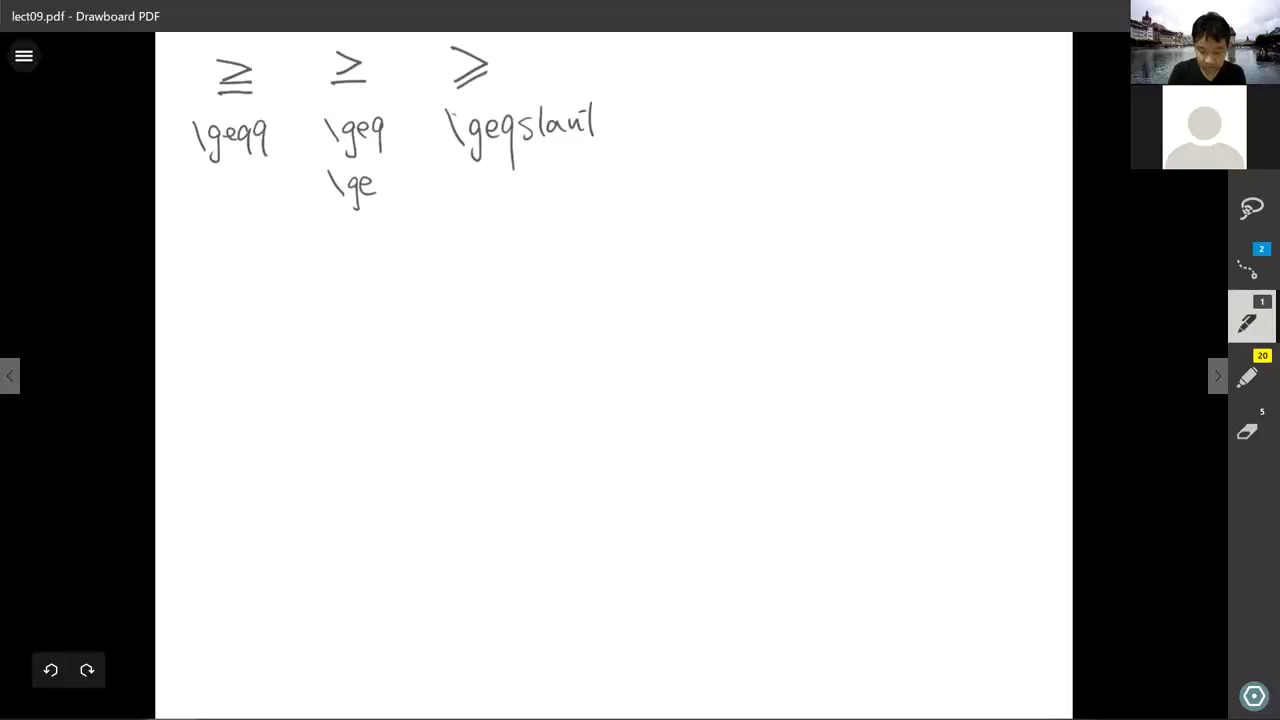 lect09.pdf - Drawboard PDF
≧ ≥ ⩾
\geqq \geq \geqslant
\ge
2
1
20
5